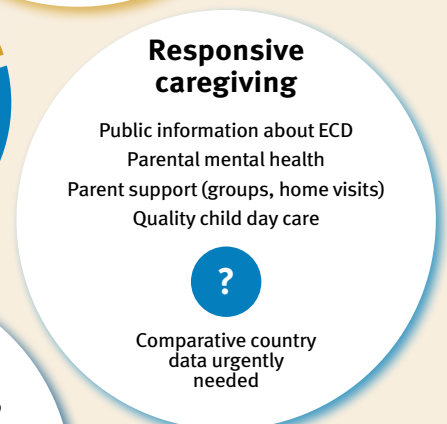 Responsive
caregiving
Public information about ECD
Parental mental health
Parent support (groups, home visits)
Quality child day care
?
Comparative country
data urgently
needed